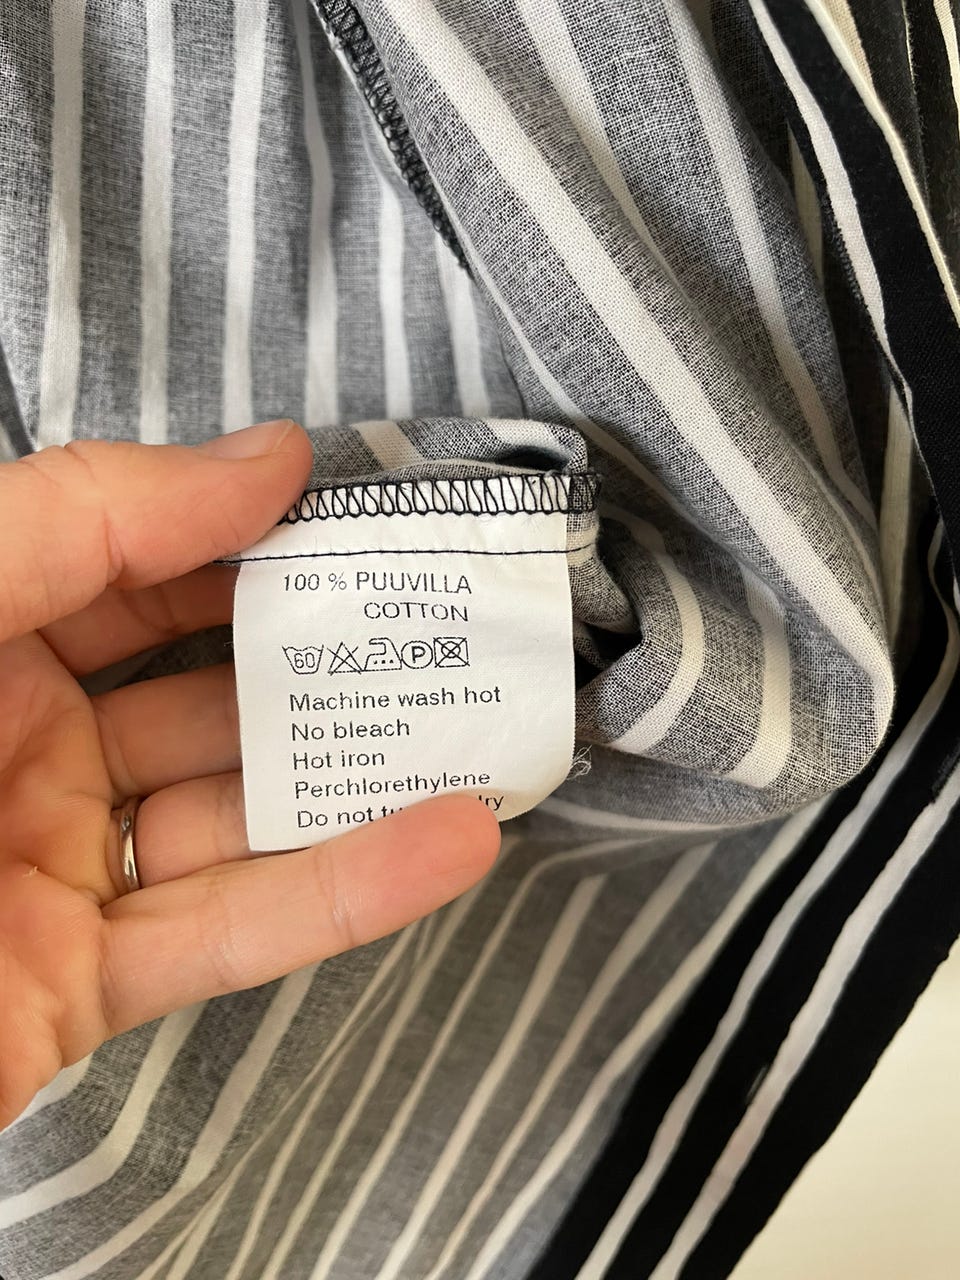 100 % PUUVILLA
COTTON
60 P
Machine wash hot
No bleach
Hot iron
Perchlorethylene
Do not